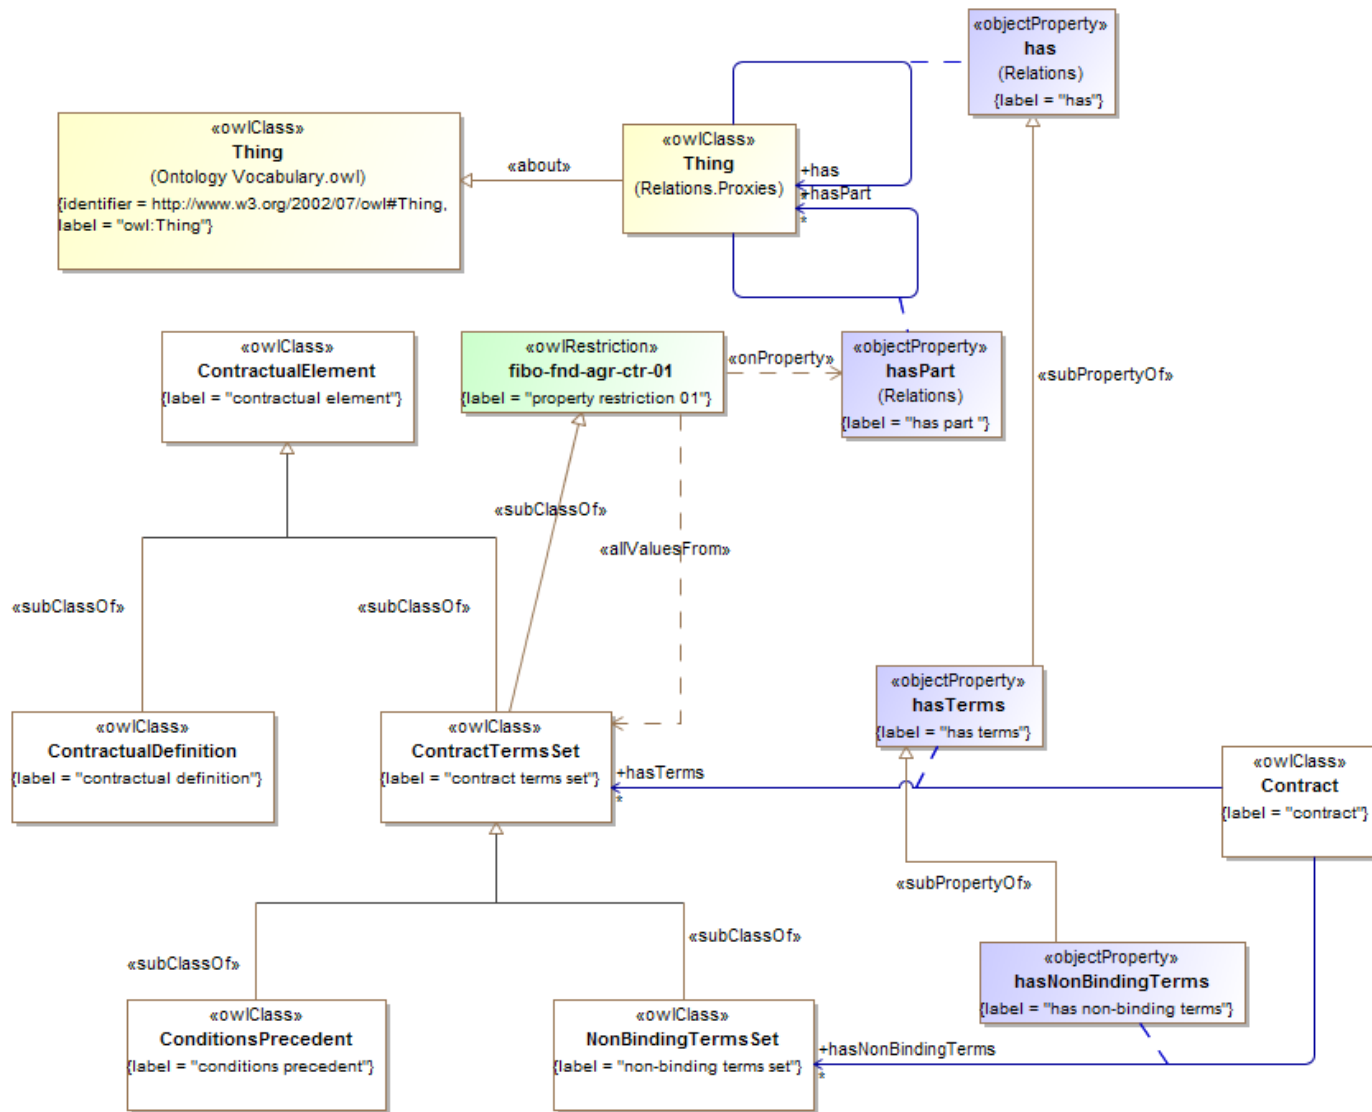 «objectProperty»
has
(Relations)
{label = "has"}
«owlClass»
Thing
(Ontology Vocabulary.owl)
{identifier = http://www.w3.org/2002/07/owl#Thing,
label = "owl:Thing"}
«about»
«owlClass»
Thing
(Relations.Proxies)
+has
*
+hasPart
*
«owlClass»
ContractualElement
{label = "contractual element"}
«owlRestriction»
fibo-fnd-agr-ctr-01
{label = "property restriction 01"}
«onProperty»
«objectProperty»
hasPart
(Relations)
{label = "has part "}
«subPropertyOf»
«subClassOf»
«allValuesFrom»
«subClassOf»
«subClassOf»
«objectProperty»
hasTerms
{label = "has terms"}
«owlClass»
ContractualDefinition
{label = "contractual definition"}
«owlClass»
ContractTermsSet
{label = "contract terms set"}
+hasTerms
*
«owlClass»
Contract
{label = "contract"}
«subPropertyOf»
«subClassOf»
«subClassOf»
«objectProperty»
hasNonBindingTerms
{label = "has non-binding terms"}
«owlClass»
ConditionsPrecedent
{label = "conditions precedent"}
«owlClass»
NonBindingTermsSet
{label = "non-binding terms set"}
+hasNonBindingTerms
*